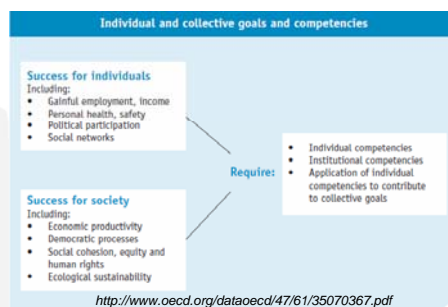 Individual and collective goals and competencies
Success for individuals
Including:
• Gainful employment, income
• Personal health, safety
• Political participation
• Social networks
Success for society
Including:
• Economic productivity
• Democratic processes
• Social cohesion, equity and
human rights
• Ecological sustainability
Require:
• Individual competencies
• Institutional competencies
• Application of individual
competencies to contribute
to collective goals
http://www.oecd.org/dataoecd/47/61/35070367.pdf